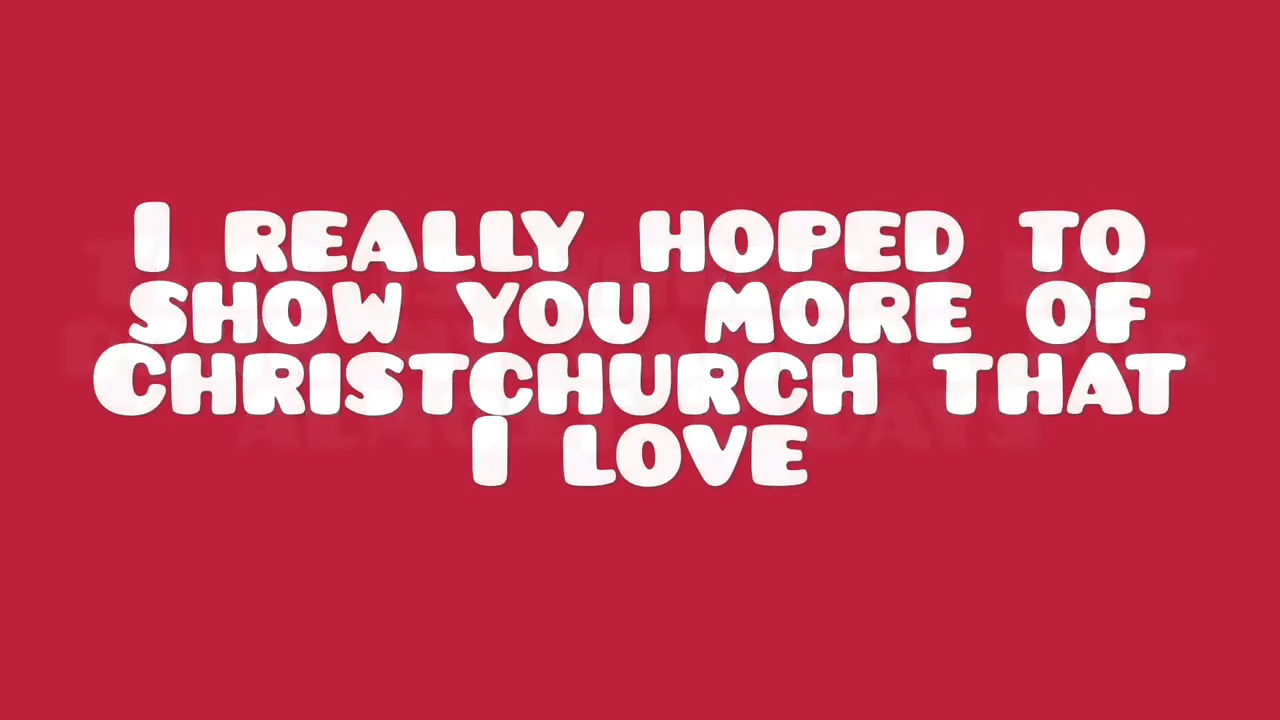 I really hoped to
show you more of
Christchurch that
I love